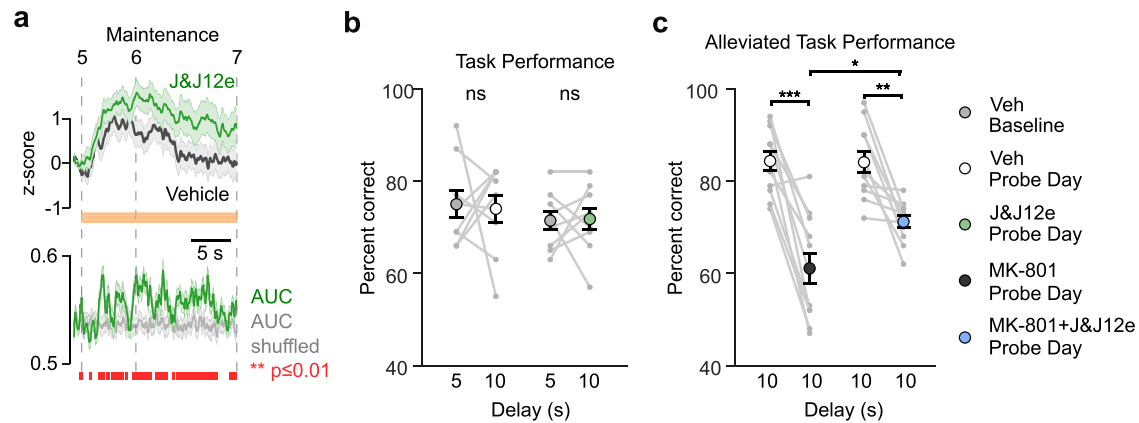 a
Maintenance
5 6 7
J&J12e
1
0
-1
z-score
Vehicle
5 s
0.6
0.5
AUC
AUC
shuffled
** p≤0.01
b
Task Performance
ns ns
100
80
60
40
Percent correct
5 10 5 10
Delay (s)
c
Alleviated Task Performance
*
*** **
100
80
60
40
Percent correct
10 10 10 10
Delay (s)
Veh
Baseline
Veh
Probe Day
J&J12e
Probe Day
MK-801
Probe Day
MK-801+J&J12e
Probe Day